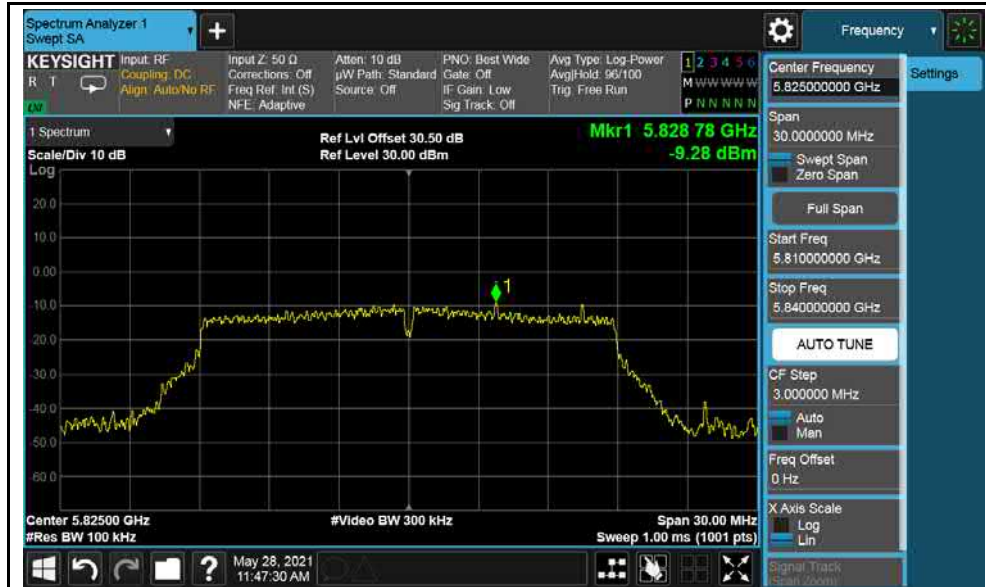 Spectrum Analyzer 1
Swept SA
+
Frequency
KEYSIGHT
R T
LXI
Input: RF
Coupling: DC
Align: Auto/No RF
Input Z: 50 Ω
Corrections: Off
Freq Ref: Int (S)
NFE: Adaptive
Atten: 10 dB
µW Path: Standard
Source: Off
PNO: Best Wide
Gate: Off
IF Gain: Low
Sig Track: Off
Avg Type: Log-Power
Avg|Hold: 96/100
Trig: Free Run
1 2 3 4 5 6
M W W W W W
P N N N N N
Center Frequency
5.825000000 GHz
Settings
Span
30.0000000 MHz
Swept Span
Zero Span
Full Span
Start Freq
5.810000000 GHz
Stop Freq
5.840000000 GHz
AUTO TUNE
CF Step
3.000000 MHz
Auto
Man
Freq Offset
0 Hz
X Axis Scale
Log
Lin
Signal Track
(Span Zoom)
1 Spectrum
Scale/Div 10 dB
Log
Ref Lvl Offset 30.50 dB
Ref Level 30.00 dBm
Mkr1 5.828 78 GHz
-9.28 dBm
20.0
10.0
0.00
-10.0
-20.0
-30.0
-40.0
-50.0
-60.0
1
Center 5.82500 GHz
#Res BW 100 kHz
#Video BW 300 kHz
Span 30.00 MHz
Sweep 1.00 ms (1001 pts)
?
May 28, 2021
11:47:30 AM